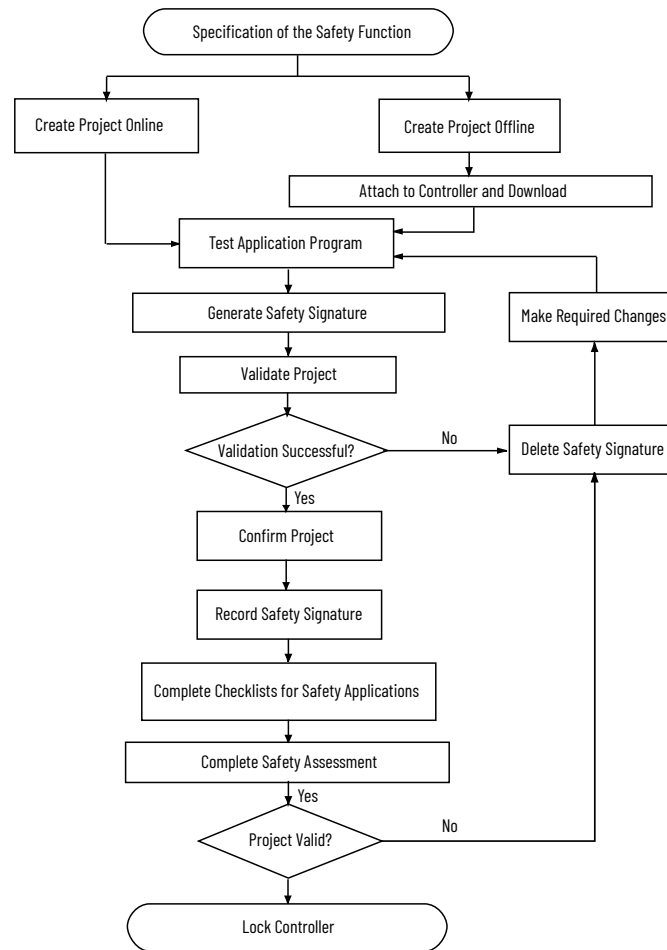 Specification of the Safety Function
Create Project Online
Create Project Offline
Attach to Controller and Download
Test Application Program
Generate Safety Signature
Make Required Changes
Validate Project
Validation Successful?
No
Delete Safety Signature
Yes
Confirm Project
Record Safety Signature
Complete Checklists for Safety Applications
Complete Safety Assessment
Yes
Project Valid?
No
Lock Controller